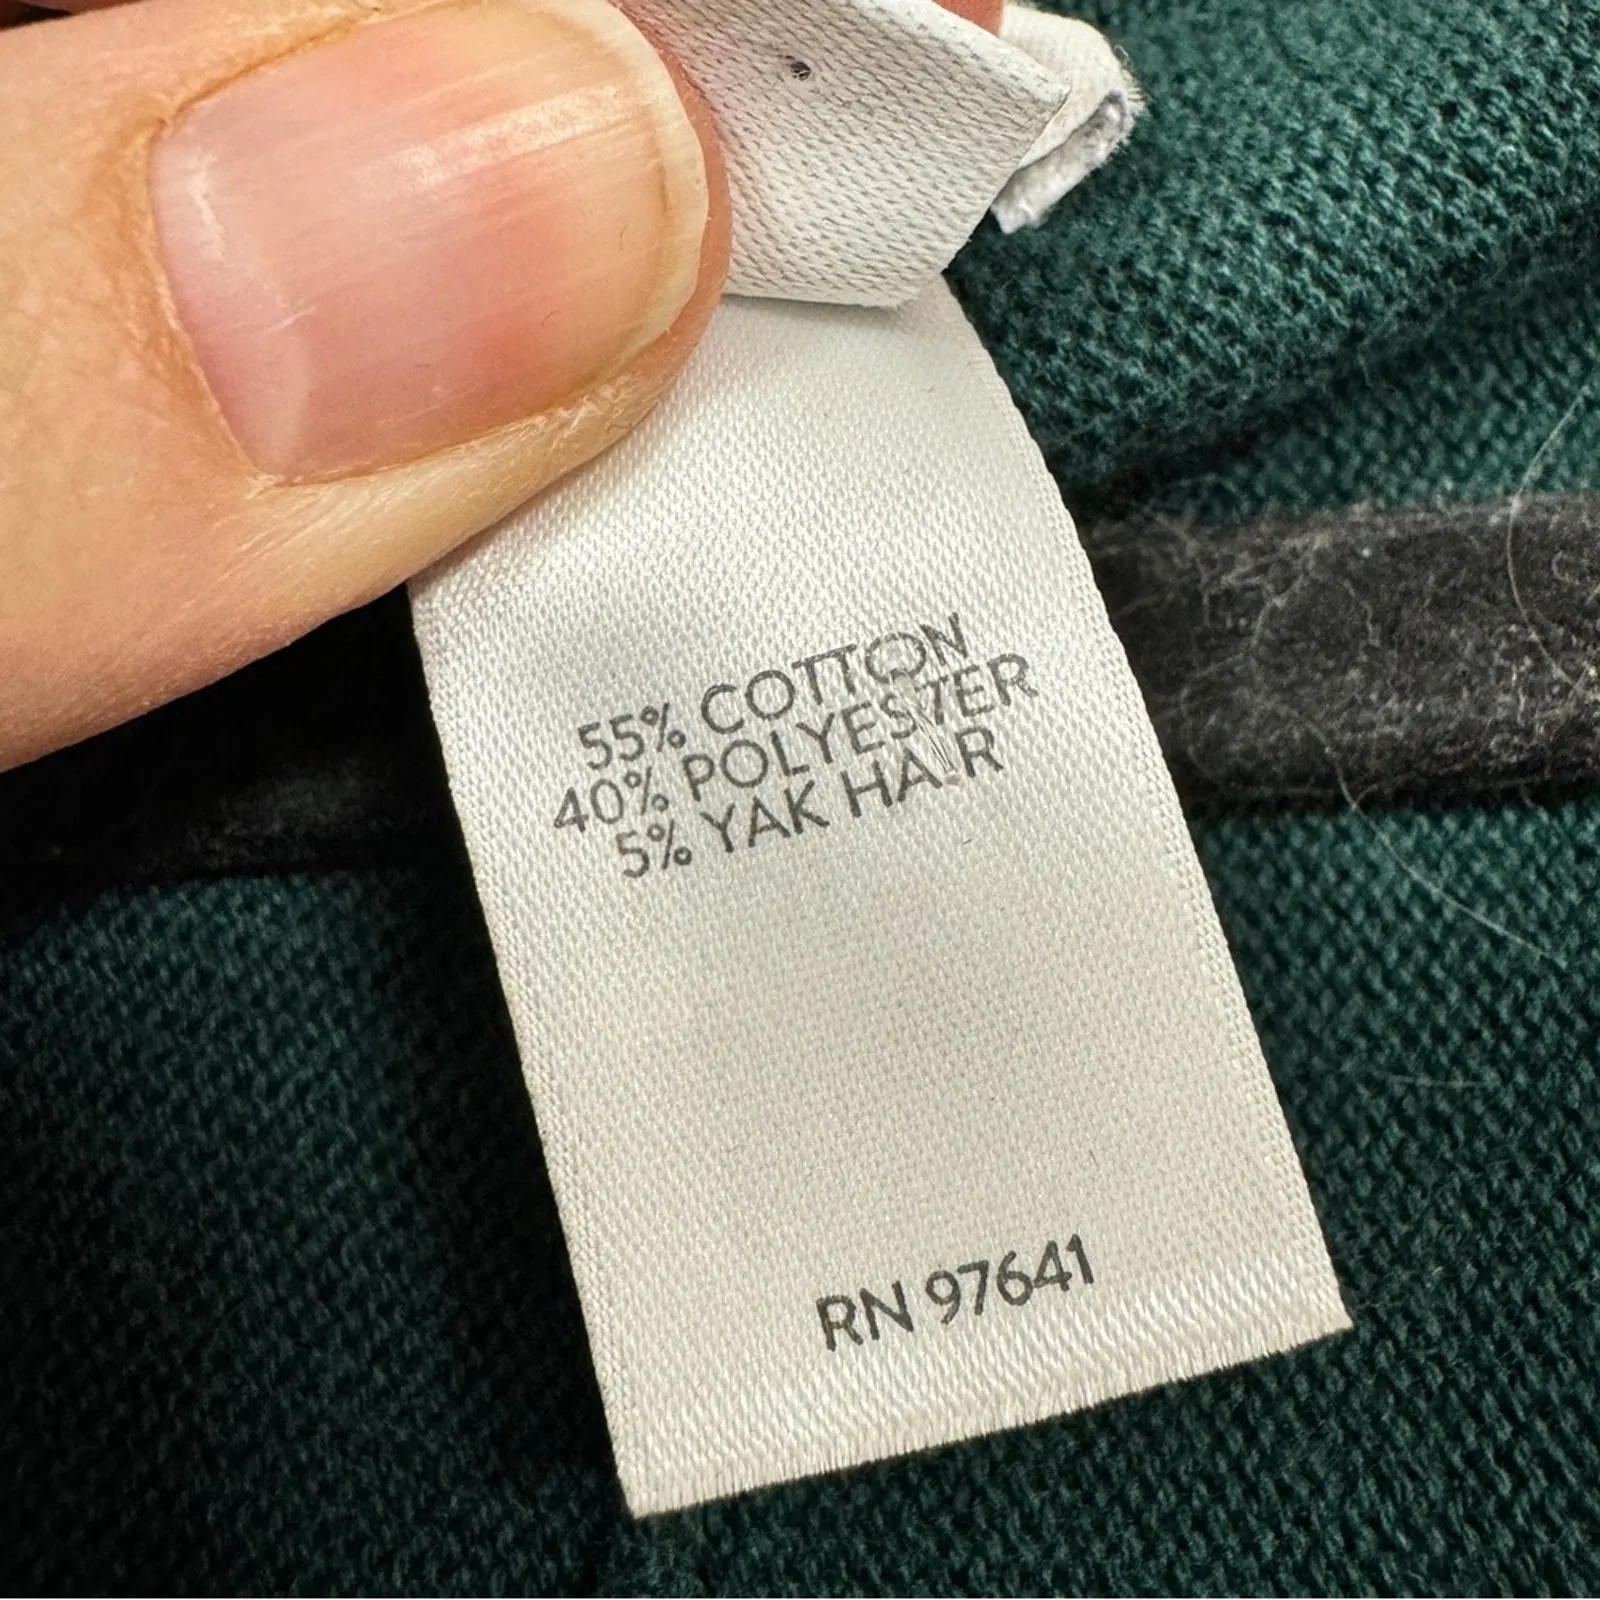 55% COTTON
40% POLYESTER
5% YAK HAIR
RN 97641